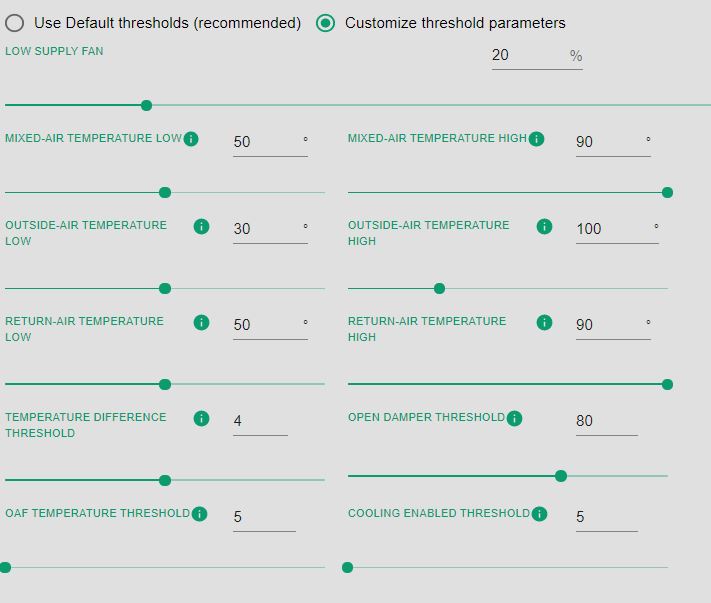 Use Default thresholds (recommended) Customize threshold parameters
LOW SUPPLY FAN 20 %
MIXED-AIR TEMPERATURE LOW i 50 ° MIXED-AIR TEMPERATURE HIGH i 90 °
OUTSIDE-AIR TEMPERATURE LOW i 30 ° OUTSIDE-AIR TEMPERATURE HIGH i 100 °
RETURN-AIR TEMPERATURE LOW i 50 ° RETURN-AIR TEMPERATURE HIGH i 90 °
TEMPERATURE DIFFERENCE THRESHOLD i 4 OPEN DAMPER THRESHOLD i 80
OAF TEMPERATURE THRESHOLD i 5 COOLING ENABLED THRESHOLD i 5